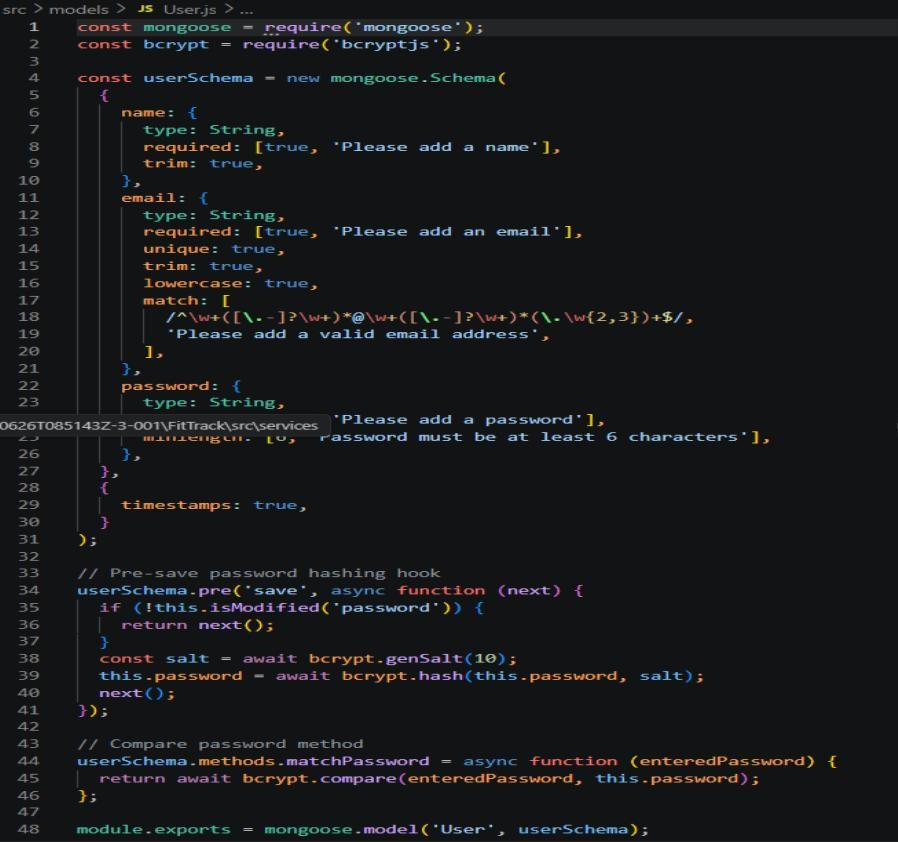 src > models > JS User.js > ...
1 const mongoose = require('mongoose');
2 const bcrypt = require('bcryptjs');
3
4 const userSchema = new mongoose.Schema(
5 {
6 name: {
7 type: String,
8 required: [true, 'Please add a name'],
9 trim: true,
10 },
11 email: {
12 type: String,
13 required: [true, 'Please add an email'],
14 unique: true,
15 trim: true,
16 lowercase: true,
17 match: [
18 /^\w+([\.-]?\w+)*@\w+([\.-]?\w+)*(\.\w{2,3})+$/,
19 'Please add a valid email address',
20 ],
21 },
22 password: {
23 type: String,
0626T085143Z-3-001\FitTrack\src\services 'Please add a password'],
25 minlength: [6, 'Password must be at least 6 characters'],
26 },
27 },
28 {
29 timestamps: true,
30 }
31 );
32
33 // Pre-save password hashing hook
34 userSchema.pre('save', async function (next) {
35 if (!this.isModified('password')) {
36 return next();
37 }
38 const salt = await bcrypt.genSalt(10);
39 this.password = await bcrypt.hash(this.password, salt);
40 next();
41 });
42
43 // Compare password method
44 userSchema.methods.matchPassword = async function (enteredPassword) {
45 return await bcrypt.compare(enteredPassword, this.password);
46 };
47
48 module.exports = mongoose.model('User', userSchema);